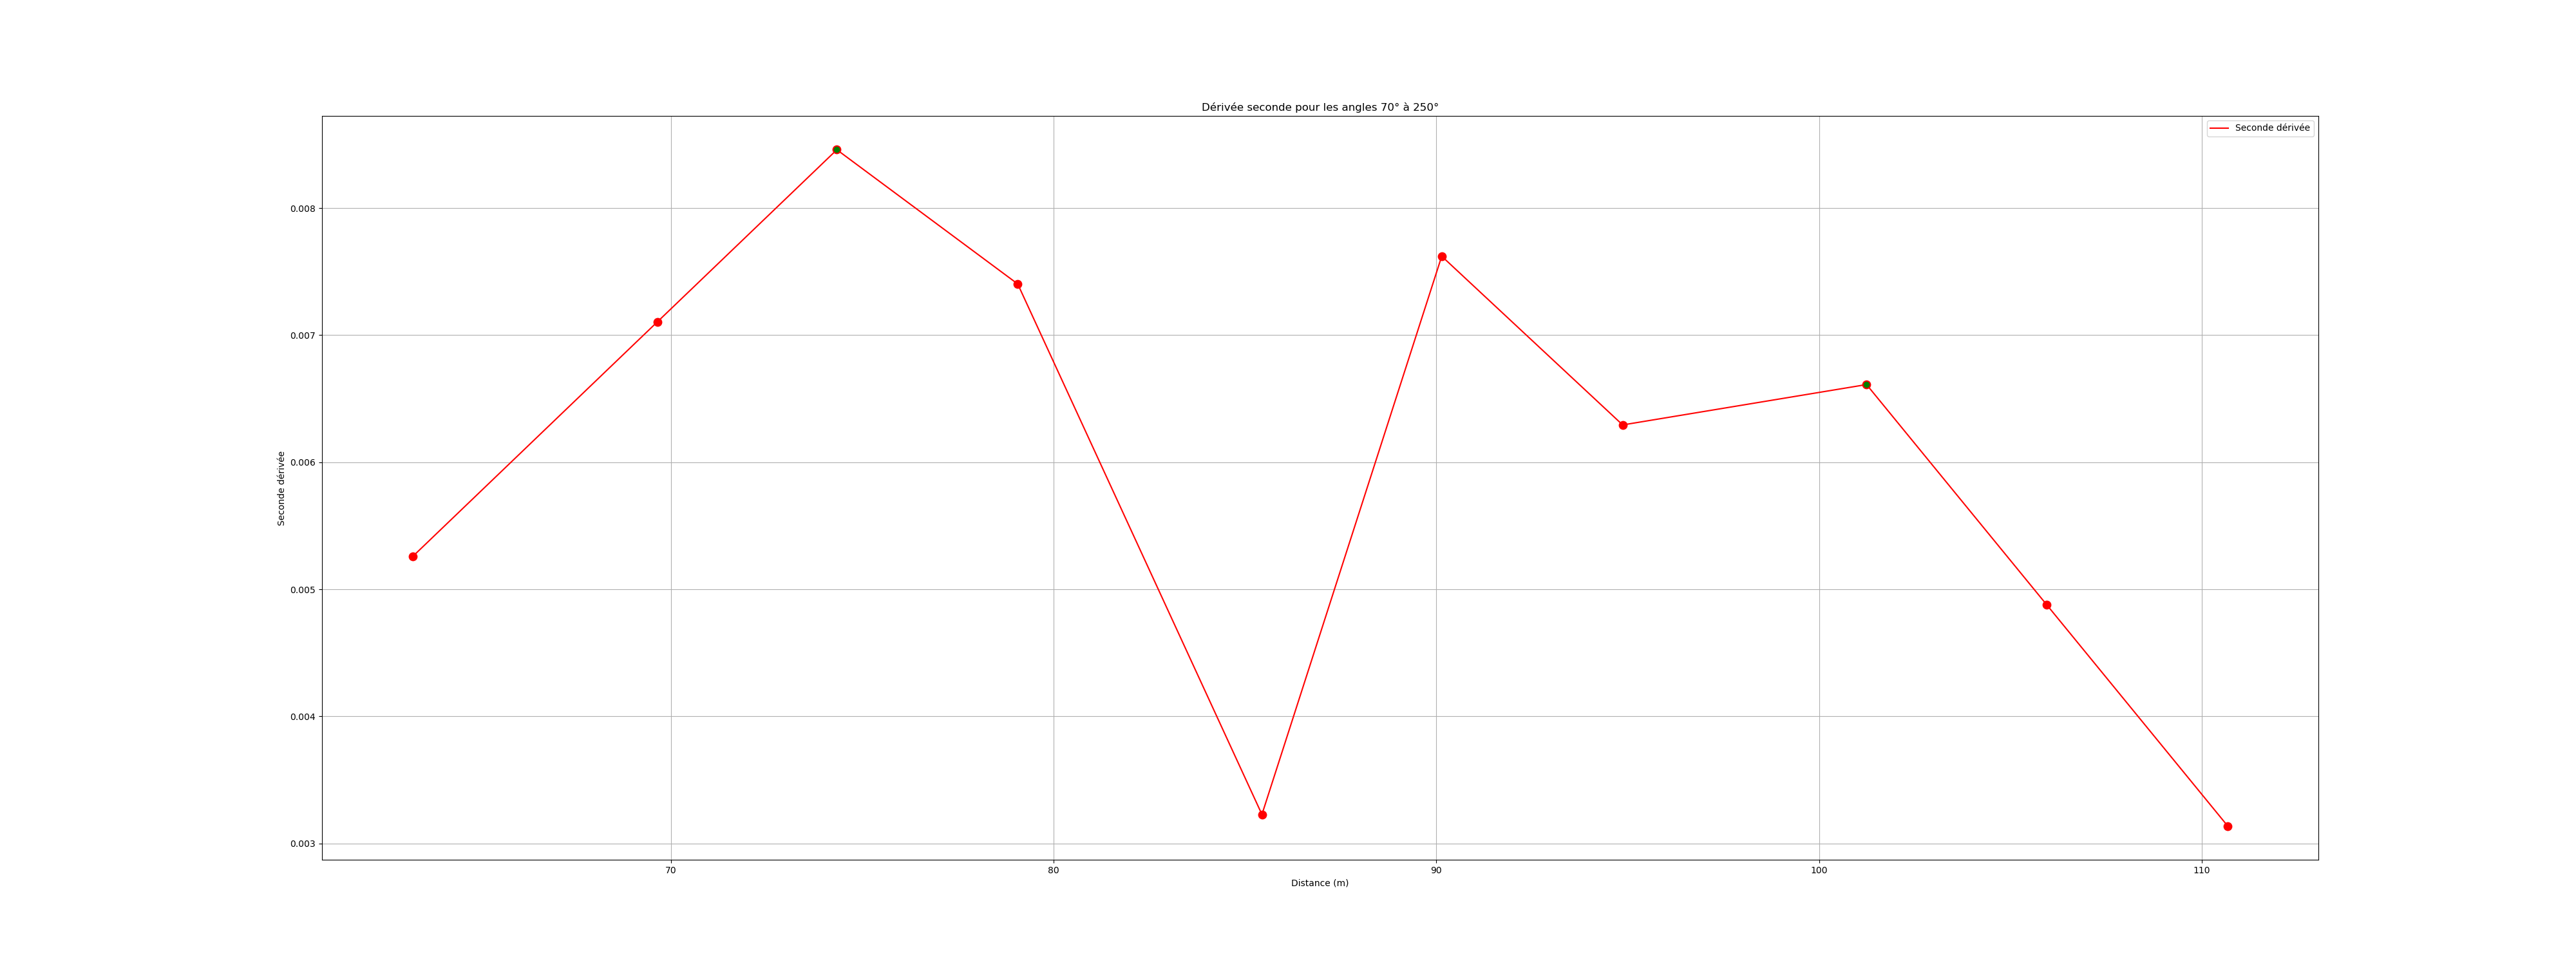 Dérivée seconde pour les angles 70° à 250°
Seconde dérivée
0.008
0.007
0.006
0.005
0.004
0.003
Seconde dérivée
70
80
90
100
110
Distance (m)